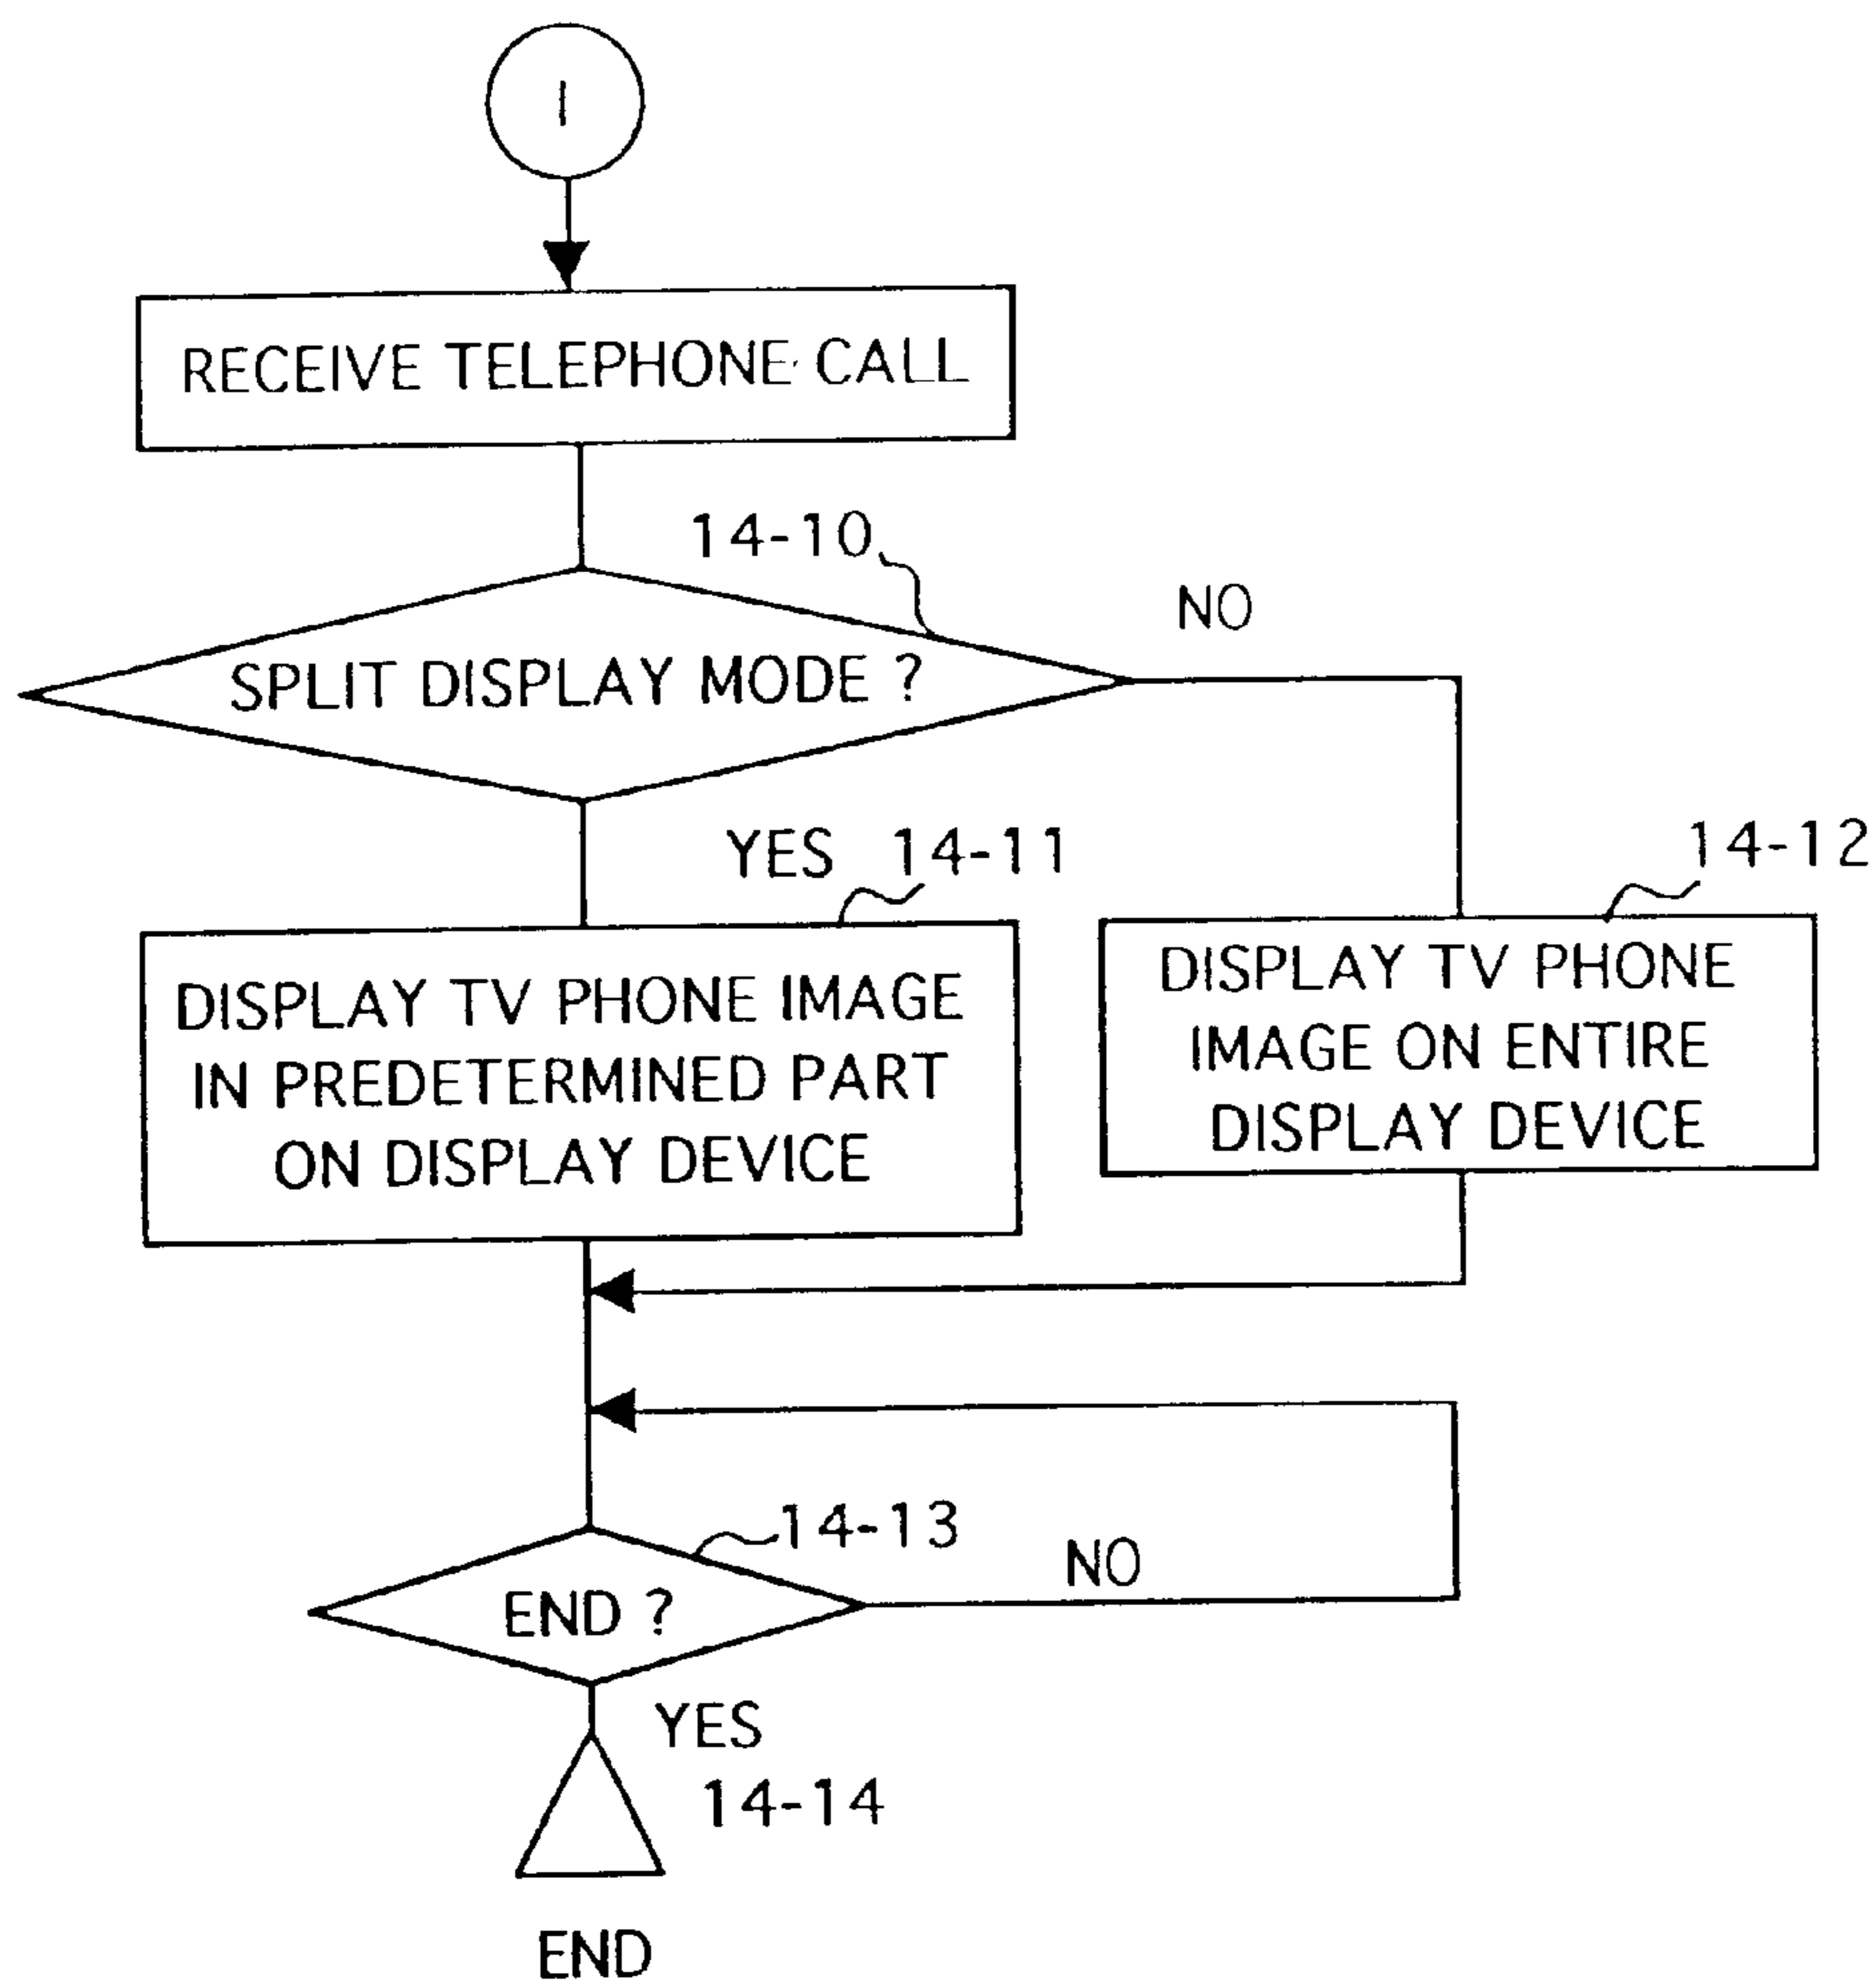 I
RECEIVE TELEPHONE CALL
14-10
NO
SPLIT DISPLAY MODE ?
YES 14-11
14-12
DISPLAY TV PHONE IMAGE
IN PREDETERMINED PART
ON DISPLAY DEVICE
DISPLAY TV PHONE
IMAGE ON ENTIRE
DISPLAY DEVICE
14-13
NO
END ?
YES
14-14
END